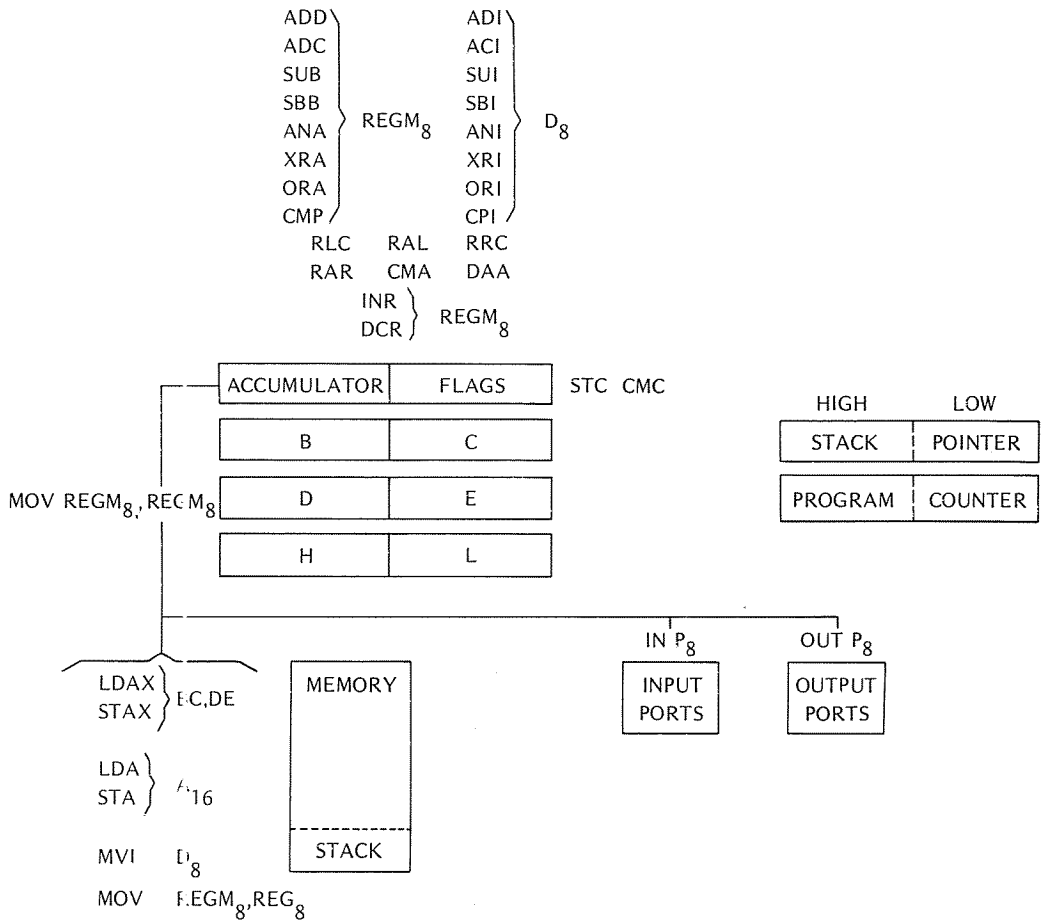 ADD ADI
ADC ACI
SUB SUI
SBB SBI
REGM8 D8
ANA ANI
XRA XRI
ORA ORI
CMP CPI
RLC RAL RRC
RAR CMA DAA
INR
DCR
REGM8
ACCUMULATOR FLAGS STC CMC
B C
HIGH LOW
STACK POINTER
MOV REGM8,REGM8 D E
PROGRAM COUNTER
H L
IN P8 OUT P8
LDAX
STAX
BC,DE
MEMORY
INPUT
PORTS
OUTPUT
PORTS
LDA
STA
A16
STACK
MVI D8
MOV REGM8,REG8